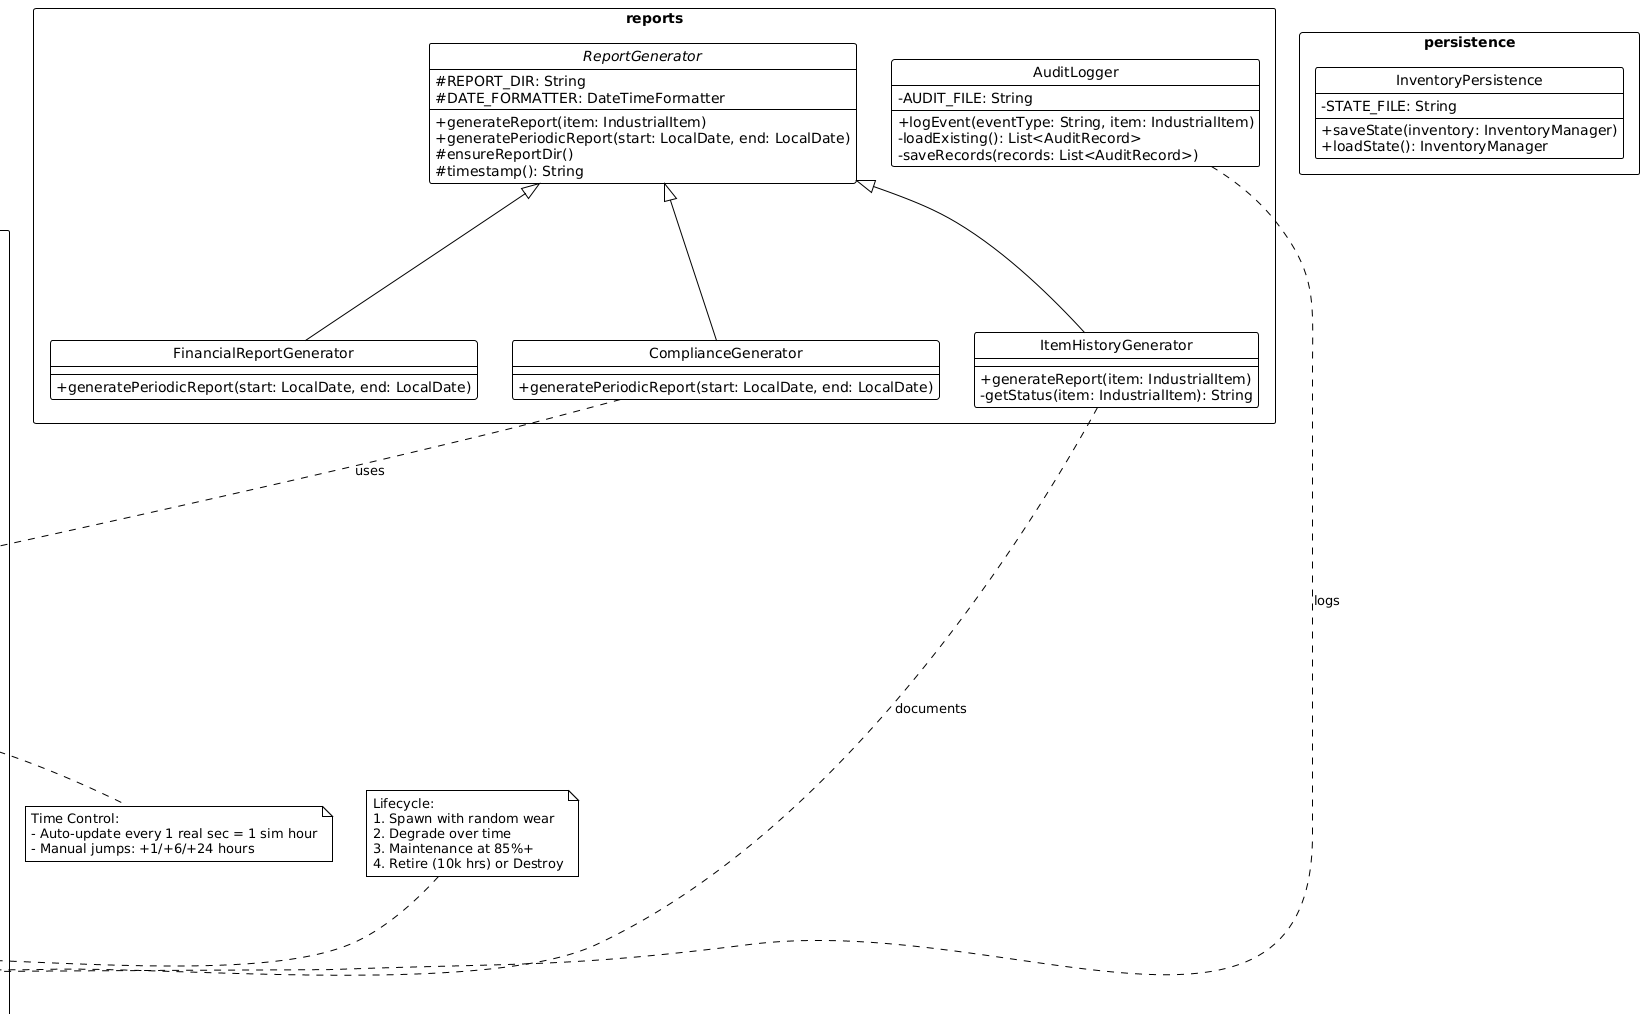 reports
ReportGenerator
#REPORT_DIR: String
#DATE_FORMATTER: DateTimeFormatter
+generateReport(item: IndustrialItem)
+generatePeriodicReport(start: LocalDate, end: LocalDate)
#ensureReportDir()
#timestamp(): String
AuditLogger
-AUDIT_FILE: String
+logEvent(eventType: String, item: IndustrialItem)
-loadExisting(): List<AuditRecord>
-saveRecords(records: List<AuditRecord>)
persistence
InventoryPersistence
-STATE_FILE: String
+saveState(inventory: InventoryManager)
+loadState(): InventoryManager
FinancialReportGenerator
+generatePeriodicReport(start: LocalDate, end: LocalDate)
ComplianceGenerator
+generatePeriodicReport(start: LocalDate, end: LocalDate)
ItemHistoryGenerator
+generateReport(item: IndustrialItem)
-getStatus(item: IndustrialItem): String
uses
logs
documents
Time Control:
- Auto-update every 1 real sec = 1 sim hour
- Manual jumps: +1/+6/+24 hours
Lifecycle:
1. Spawn with random wear
2. Degrade over time
3. Maintenance at 85%+
4. Retire (10k hrs) or Destroy